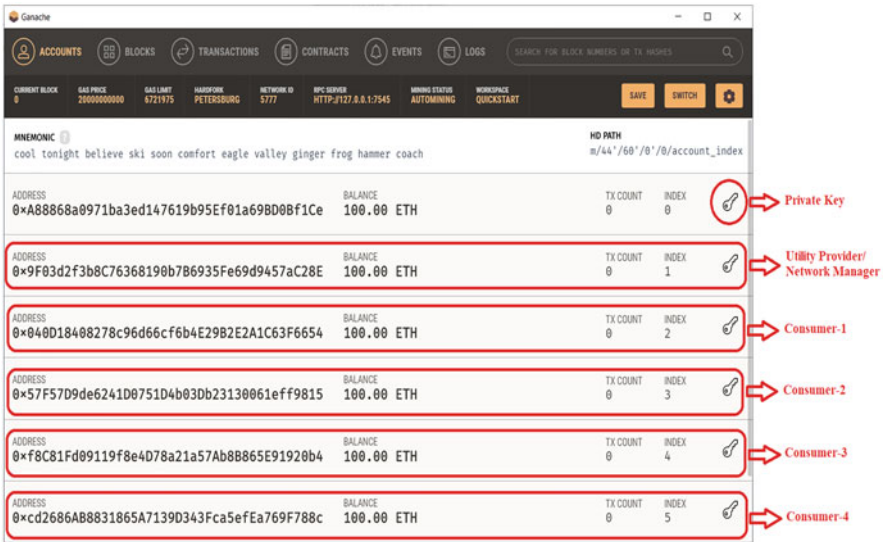 Ganache
ACCOUNTS BLOCKS TRANSACTIONS CONTRACTS EVENTS LOGS SEARCH FOR BLOCK NUMBERS OR TX HASHES
CURRENT BLOCK GAS PRICE GAS LIMIT HARDFORK NETWORK ID RPC SERVER MINING STATUS WORKSPACE
0 20000000000 6721975 PETERSBURG 5777 HTTP://127.0.0.1:7545 AUTOMINING QUICKSTART SAVE SWITCH
MNEMONIC ? HD PATH
cool tonight believe ski soon comfort eagle valley ginger frog hammer coach m/44'/60'/0'/0/account_index
ADDRESS BALANCE TX COUNT INDEX
0×A88868a0971ba3ed147619b95Ef01a69BD0Bf1Ce 100.00 ETH 0 0 Private Key
ADDRESS BALANCE TX COUNT INDEX Utility Provider/
0×9F03d2f3b8C76368190b7B6935Fe69d9457aC28E 100.00 ETH 0 1 Network Manager
ADDRESS BALANCE TX COUNT INDEX
0×040D18408278c96d66cf6b4E29B2E2A1C63F6654 100.00 ETH 0 2 Consumer-1
ADDRESS BALANCE TX COUNT INDEX
0×57F57D9de6241D0751D4b03Db23130061eff9815 100.00 ETH 0 3 Consumer-2
ADDRESS BALANCE TX COUNT INDEX
0×f8C81Fd09119f8e4D78a21a57Ab8B865E91920b4 100.00 ETH 0 4 Consumer-3
ADDRESS BALANCE TX COUNT INDEX
0×cd2686AB8831865A7139D343Fca5efEa769F788c 100.00 ETH 0 5 Consumer-4